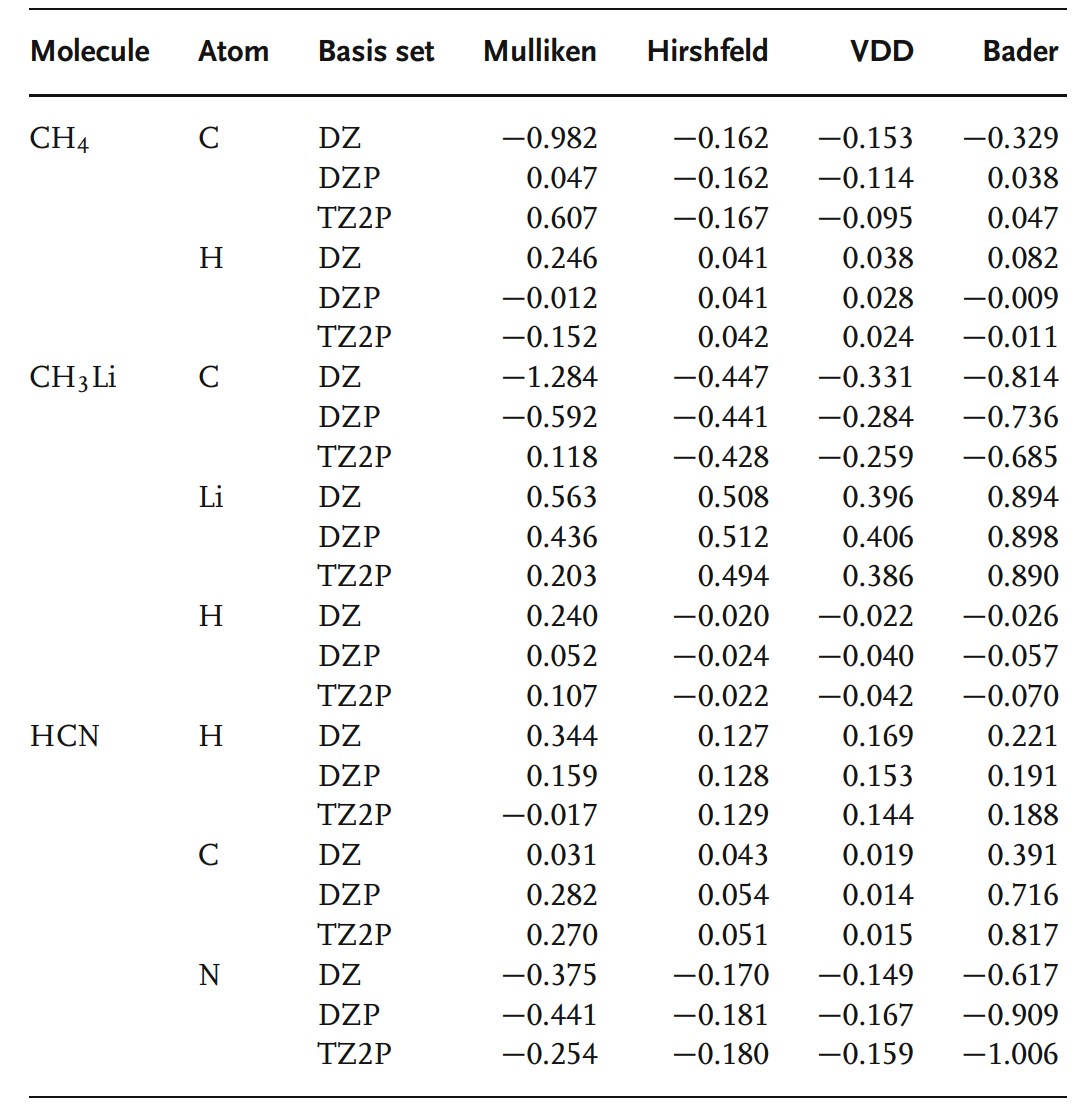 Molecule Atom Basis set Mulliken Hirshfeld VDD Bader
CH₄ C DZ −0.982 −0.162 −0.153 −0.329
DZP 0.047 −0.162 −0.114 0.038
TZ2P 0.607 −0.167 −0.095 0.047
H DZ 0.246 0.041 0.038 0.082
DZP −0.012 0.041 0.028 −0.009
TZ2P −0.152 0.042 0.024 −0.011
CH₃Li C DZ −1.284 −0.447 −0.331 −0.814
DZP −0.592 −0.441 −0.284 −0.736
TZ2P 0.118 −0.428 −0.259 −0.685
Li DZ 0.563 0.508 0.396 0.894
DZP 0.436 0.512 0.406 0.898
TZ2P 0.203 0.494 0.386 0.890
H DZ 0.240 −0.020 −0.022 −0.026
DZP 0.052 −0.024 −0.040 −0.057
TZ2P 0.107 −0.022 −0.042 −0.070
HCN H DZ 0.344 0.127 0.169 0.221
DZP 0.159 0.128 0.153 0.191
TZ2P −0.017 0.129 0.144 0.188
C DZ 0.031 0.043 0.019 0.391
DZP 0.282 0.054 0.014 0.716
TZ2P 0.270 0.051 0.015 0.817
N DZ −0.375 −0.170 −0.149 −0.617
DZP −0.441 −0.181 −0.167 −0.909
TZ2P −0.254 −0.180 −0.159 −1.006